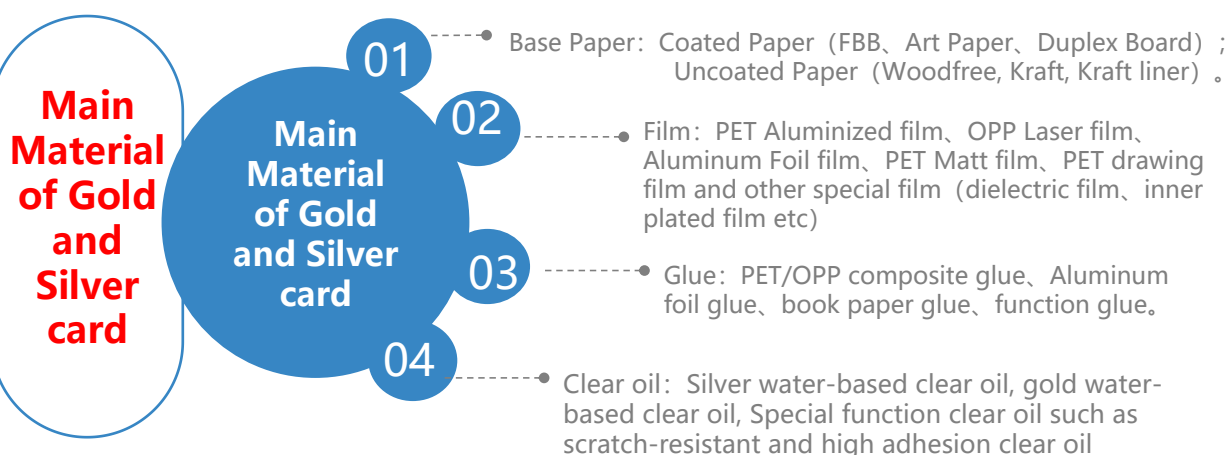 Main
Material
of Gold
and
Silver
card
Main
Material
of Gold
and Silver
card
01
Base Paper：Coated Paper（FBB、Art Paper、Duplex Board）;
Uncoated Paper（Woodfree, Kraft, Kraft liner）。
02
Film：PET Aluminized film、OPP Laser film、
Aluminum Foil film、PET Matt film、PET drawing
film and other special film（dielectric film、inner
plated film etc）
03
Glue：PET/OPP composite glue、Aluminum
foil glue、book paper glue、function glue。
04
Clear oil：Silver water-based clear oil, gold water-
based clear oil, Special function clear oil such as
scratch-resistant and high adhesion clear oil